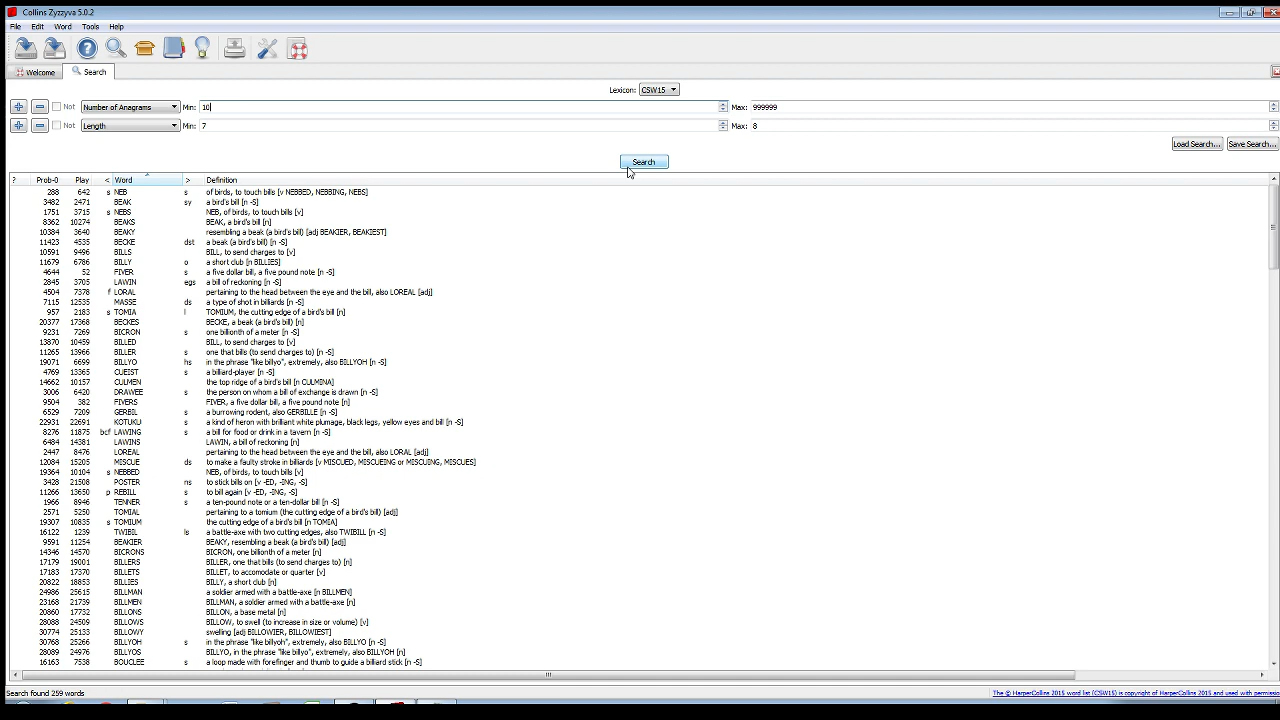 Collins Zyzzyva 5.0.2
File Edit Word Tools Help
Welcome Search
Lexicon: CSW15
Not Number of Anagrams Min: 10 Max: 999999
Not Length Min: 7 Max: 8
Load Search... Save Search...
Search
? Prob-0 Play < Word > Definition
288 642 s NEB s of birds, to touch bills [v NEBBED, NEBBING, NEBS]
3482 2471 BEAK sy a bird's bill [n -S]
1751 3715 s NEBS NEB, of birds, to touch bills [v]
8362 10274 BEAKS BEAK, a bird's bill [n]
10384 3640 BEAKY resembling a beak (a bird's bill) [adj BEAKIER, BEAKIEST]
11423 4535 BECKE dst a beak (a bird's bill) [n -S]
10591 9496 BILLS BILL, to send charges to [v]
11679 6786 BILLY o a short club [n BILLIES]
4644 52 FIVER s a five dollar bill, a five pound note [n -S]
2845 3705 LAWIN egs a bill of reckoning [n -S]
4504 7378 f LORAL pertaining to the head between the eye and the bill, also LOREAL [adj]
7115 12535 MASSE ds a type of shot in billiards [n -S]
957 2183 s TOMIA l TOMIUM, the cutting edge of a bird's bill [n]
20377 17368 BECKES BECKE, a beak (a bird's bill) [n]
9231 7269 BICRON s one billionth of a meter [n -S]
13870 10459 BILLED BILL, to send charges to [v]
11265 13966 BILLER s one that bills (to send charges to) [n -S]
19071 6699 BILLYO hs in the phrase "like billyo", extremely, also BILLYOH [n -S]
4769 13365 CUEIST s a billiard-player [n -S]
14662 10157 CULMEN the top ridge of a bird's bill [n CULMINA]
3006 6420 DRAWEE s the person on whom a bill of exchange is drawn [n -S]
9504 382 FIVERS FIVER, a five dollar bill, a five pound note [n]
6529 7209 GERBIL s a burrowing rodent, also GERBILLE [n -S]
22931 22691 KOTUKU s a kind of heron with brilliant white plumage, black legs, yellow eyes and bill [n -S]
8276 11875 bcf LAWING s a bill for food or drink in a tavern [n -S]
6484 14381 LAWINS LAWIN, a bill of reckoning [n]
2447 8476 LOREAL pertaining to the head between the eye and the bill, also LORAL [adj]
12084 15205 MISCUE ds to make a faulty stroke in billiards [v MISCUED, MISCUEING or MISCUING, MISCUES]
19364 10104 s NEBBED NEB, of birds, to touch bills [v]
3428 21508 POSTER ns to stick bills on [v -ED, -ING, -S]
11266 13650 p REBILL s to bill again [v -ED, -ING, -S]
1966 8946 TENNER s a ten-pound note or a ten-dollar bill [n -S]
2571 5250 TOMIAL pertaining to a tomium (the cutting edge of a bird's bill) [adj]
19307 10835 s TOMIUM the cutting edge of a bird's bill [n TOMIA]
16122 1239 TWIBIL ls a battle-axe with two cutting edges, also TWIBILL [n -S]
9591 11254 BEAKIER BEAKY, resembling a beak (a bird's bill) [adj]
14346 14570 BICRONS BICRON, one billionth of a meter [n]
17179 19001 BILLERS BILLER, one that bills (to send charges to) [n]
17183 17370 BILLETS BILLET, to accomodate or quarter [v]
20822 18853 BILLIES BILLY, a short club [n]
24986 25615 BILLMAN a soldier armed with a battle-axe [n BILLMEN]
23168 21739 BILLMEN BILLMAN, a soldier armed with a battle-axe [n]
20860 17732 BILLONS BILLON, a base metal [n]
28088 24509 BILLOWS BILLOW, to swell (to increase in size or volume) [v]
30774 25133 BILLOWY swelling [adj BILLOWIER, BILLOWIEST]
30768 25266 BILLYOH s in the phrase "like billyoh", extremely, also BILLYO [n -S]
28089 24976 BILLYOS BILLYO, in the phrase "like billyo", extremely, also BILLYOH [n]
16163 7538 BOUCLEE s a loop made with forefinger and thumb to guide a billiard stick [n -S]
Search found 259 words
The © HarperCollins 2015 word list (CSW15) is copyright of HarperCollins 2015 and used with permissio